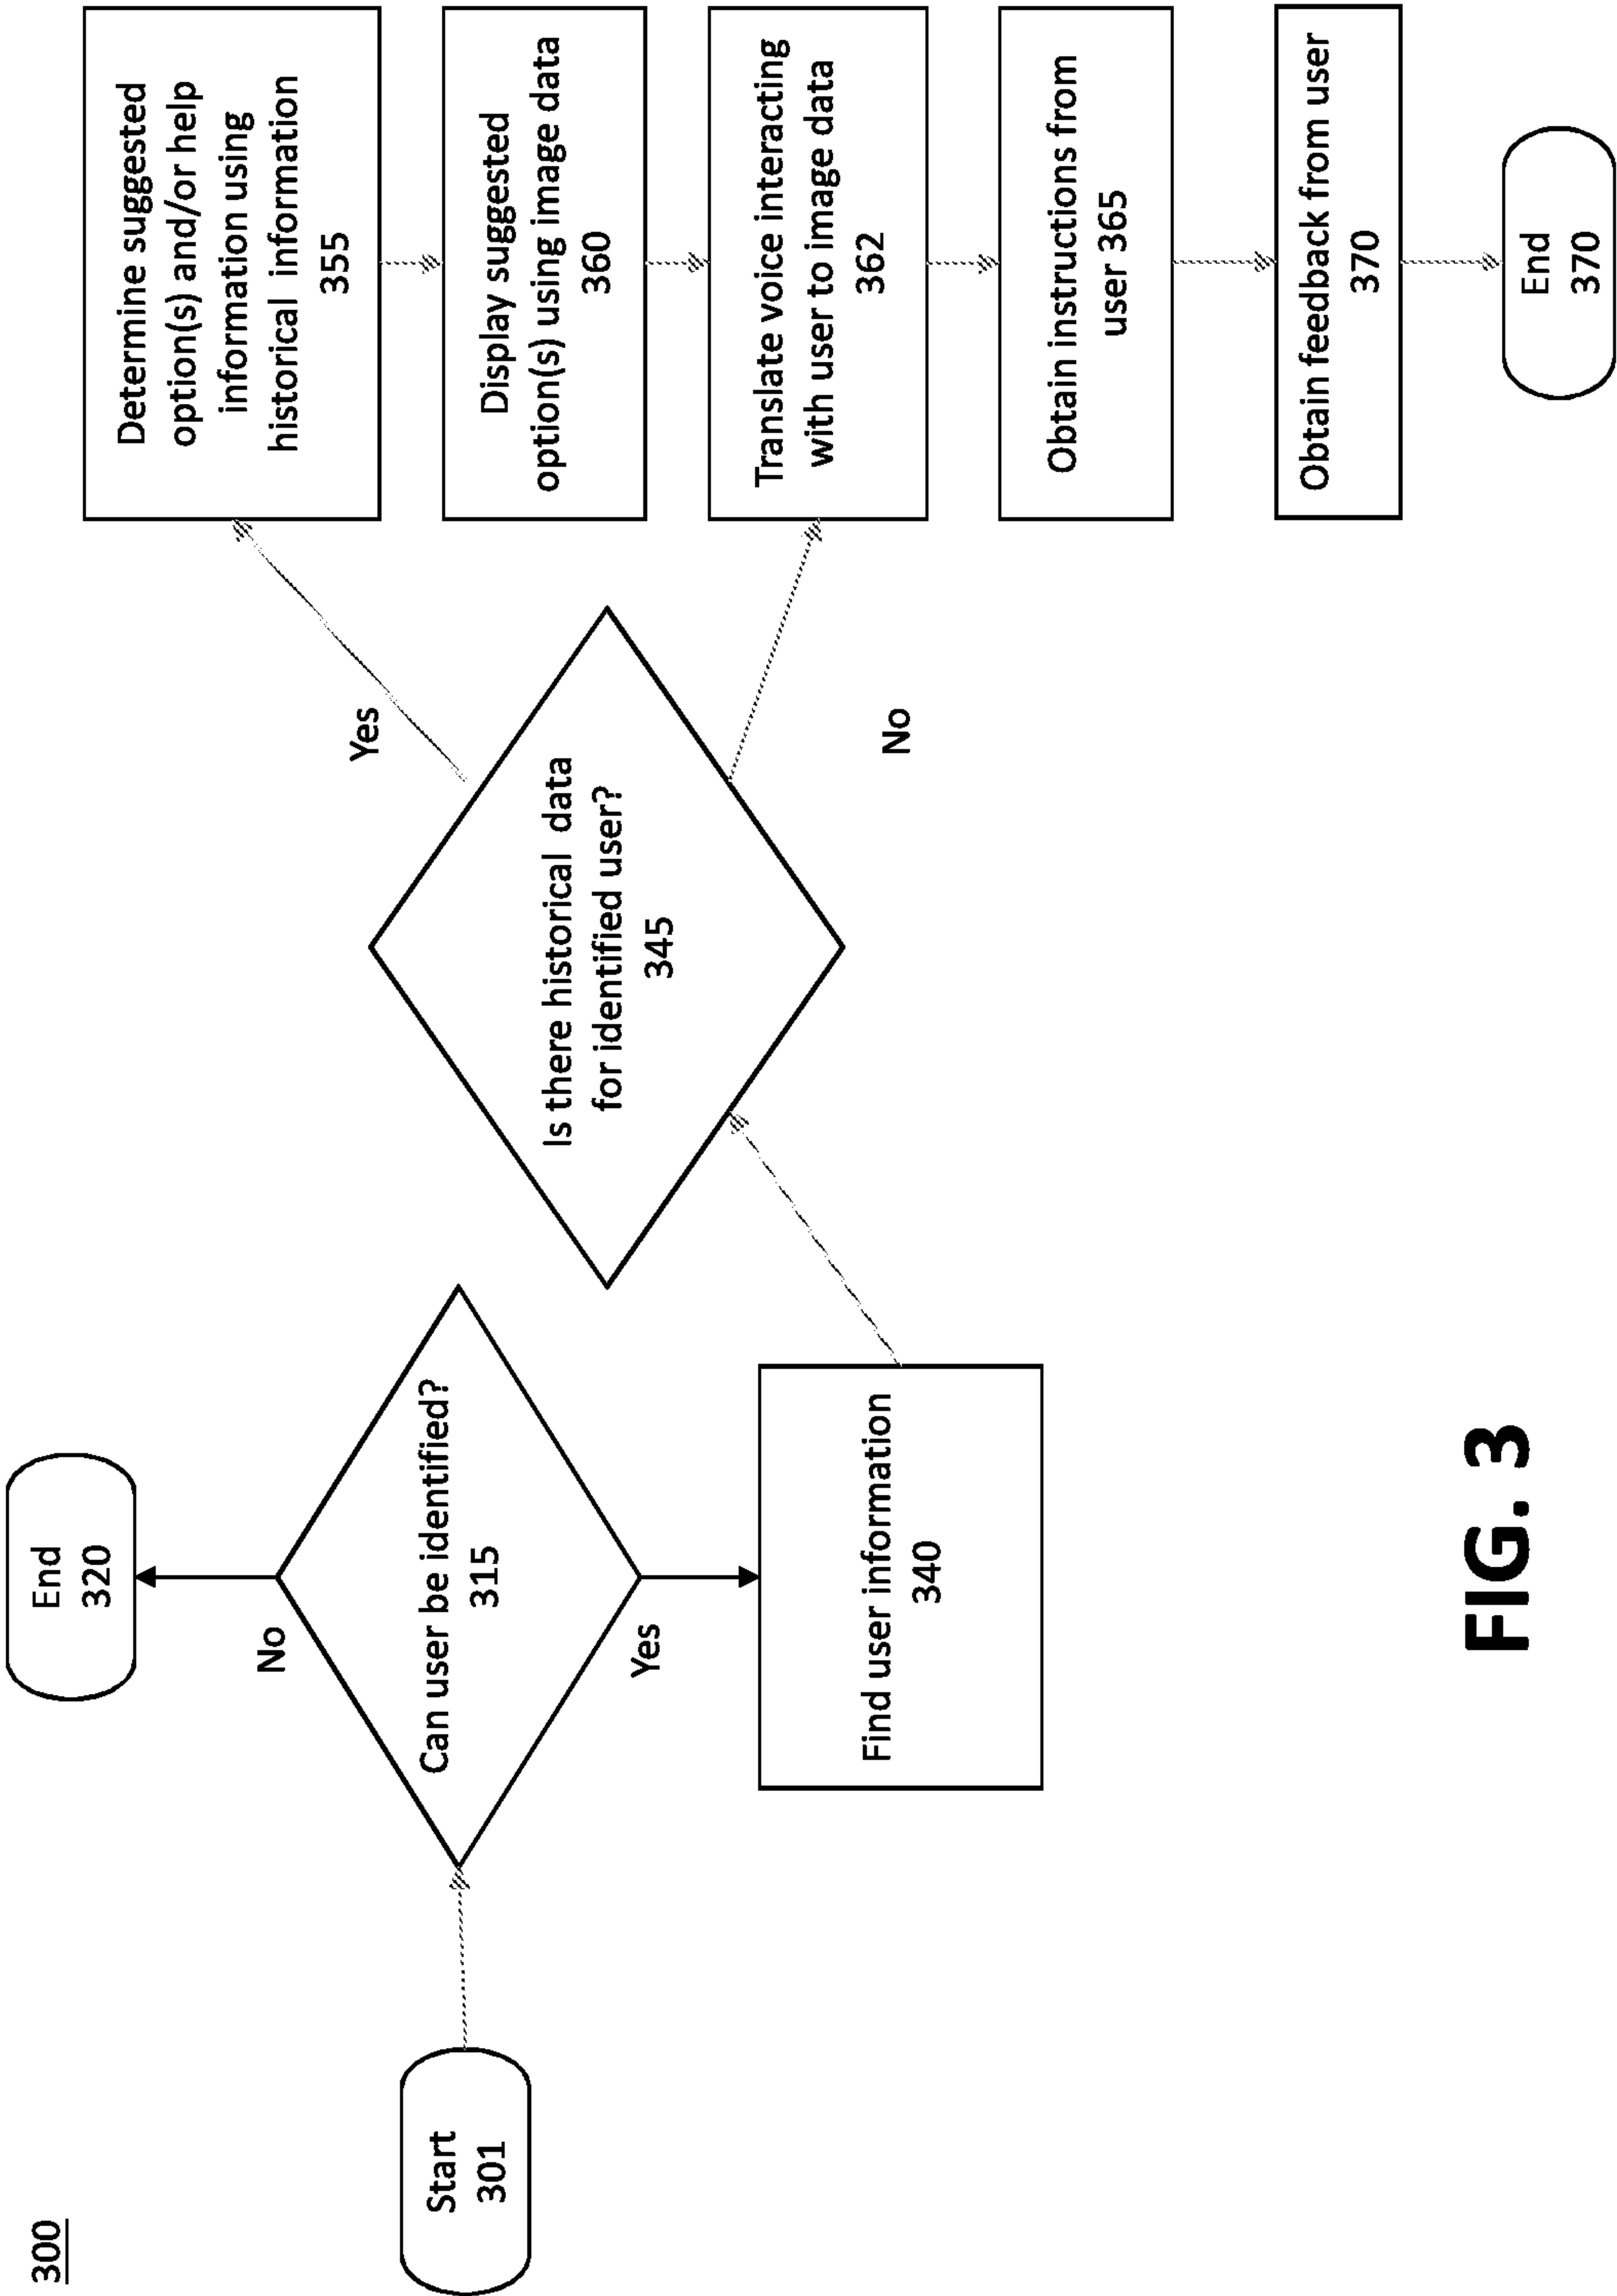 300
Start
301
Can user be identified?
315
No
End
320
Yes
Find user information
340
Is there historical  data
for identified user?
345
Yes
No
Determine suggested
option(s) and/or help
information using
historical  information
355
Display suggested
option(s) using image data
360
Translate voice interacting
with user to image data
362
Obtain instructions from
user 365
Obtain feedback from user
370
End
370
FIG. 3